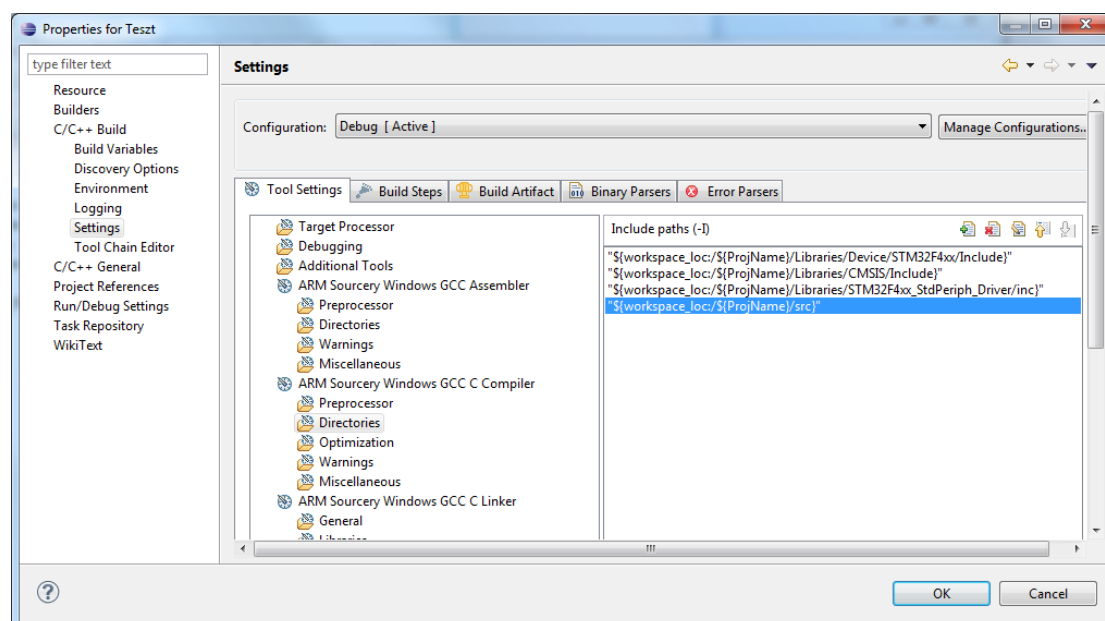 Properties for Teszt
type filter text
Resource
Builders
C/C++ Build
Build Variables
Discovery Options
Environment
Logging
Settings
Tool Chain Editor
C/C++ General
Project References
Run/Debug Settings
Task Repository
WikiText
Settings
Configuration: Debug [ Active ] Manage Configurations..
Tool Settings Build Steps Build Artifact Binary Parsers Error Parsers
Target Processor
Debugging
Additional Tools
ARM Sourcery Windows GCC Assembler
Preprocessor
Directories
Warnings
Miscellaneous
ARM Sourcery Windows GCC C Compiler
Preprocessor
Directories
Optimization
Warnings
Miscellaneous
ARM Sourcery Windows GCC C Linker
General
Libraries
Include paths (-I)
"${workspace_loc:/${ProjName}/Libraries/Device/STM32F4xx/Include}"
"${workspace_loc:/${ProjName}/Libraries/CMSIS/Include}"
"${workspace_loc:/${ProjName}/Libraries/STM32F4xx_StdPeriph_Driver/inc}"
"${workspace_loc:/${ProjName}/src}"
OK Cancel